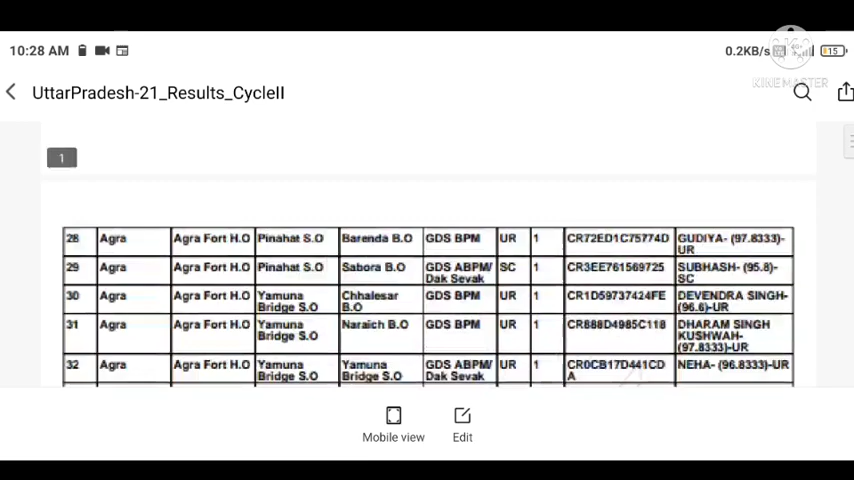 10:28 AM 0.2KB/s 15
KINEMASTER
UttarPradesh-21_Results_CycleII
1
28 Agra Agra Fort H.O Pinahat S.O Barenda B.O GDS BPM UR 1 CR72ED1C75774D GUDIYA- (97.8333)-
UR
29 Agra Agra Fort H.O Pinahat S.O Sabora B.O GDS ABPM/ SC 1 CR3EE761569725 SUBHASH- (95.8)-
Dak Sevak SC
30 Agra Agra Fort H.O Yamuna Chhalesar GDS BPM UR 1 CR1D59737424FE DEVENDRA SINGH-
Bridge S.O B.O (96.6)-UR
31 Agra Agra Fort H.O Yamuna Naraich B.O GDS BPM UR 1 CR888D4985C118 DHARAM SINGH
Bridge S.O KUSHWAH-
(97.8333)-UR
32 Agra Agra Fort H.O Yamuna Yamuna GDS ABPM/ UR 1 CR0CB17D441CD NEHA- (96.8333)-UR
Bridge S.O Bridge S.O Dak Sevak A
Mobile view Edit